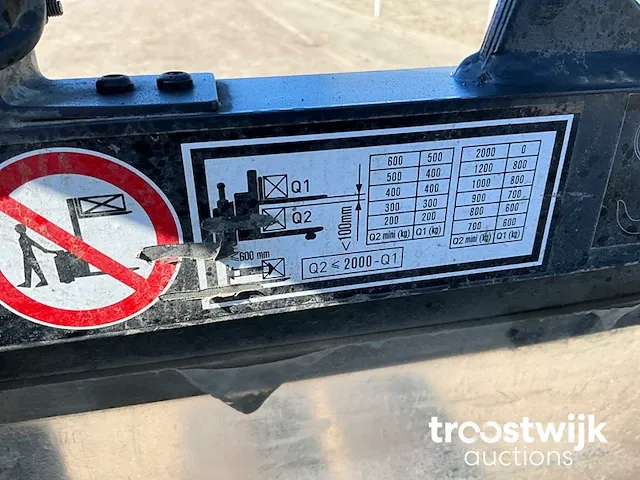 Q1
Q2
<100mm
≤600 mm
Q2 ≤ 2000-Q1
600 500
500 400
400 400
300 300
200 200
Q2 mini (kg) Q1 (kg)
2000 0
1200 800
1000 800
900 700
800 600
700 600
Q2 mini (kg) Q1 (kg)
troostwijk
auctions